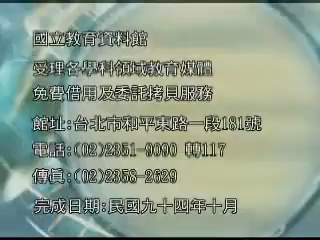 國立教育資料館
受理各學科領域教育媒體
免費借用及委託拷貝服務
館址:台北市和平東路一段181號
電話:(02)2351-9090 轉117
傳真:(02)2358-2629
完成日期:民國九十四年十月